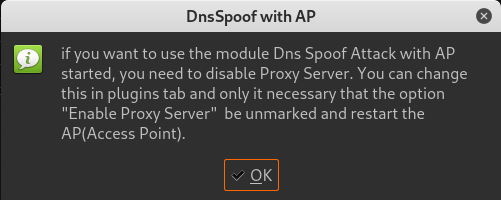 DnsSpoof with AP
if you want to use the module Dns Spoof Attack with AP
started, you need to disable Proxy Server. You can change
this in plugins tab and only it necessary that the option
"Enable Proxy Server"  be unmarked and restart the
AP(Access Point).
OK